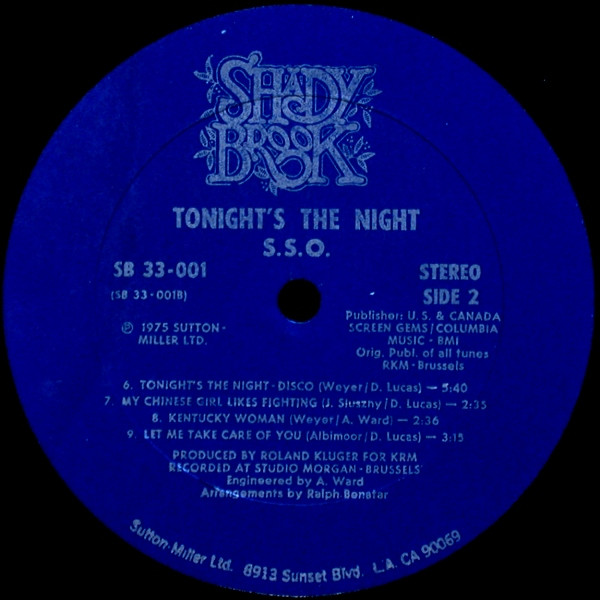 SHADY
BROOK
TONIGHT'S THE NIGHT
S.S.O.
SB 33-001
(SB 33-001B)
STEREO
SIDE 2
℗ 1975 SUTTON-
MILLER LTD.
Publisher: U.S. & CANADA
SCREEN GEMS/COLUMBIA
MUSIC - BMI
Orig. Publ. of all tunes
RKM-Brussels
6. TONIGHT'S THE NIGHT-DISCO (Weyer/D. Lucas) — 5:40
7. MY CHINESE GIRL LIKES FIGHTING (J. Sluszny/D. Lucas) — 2:35
8. KENTUCKY WOMAN (Weyer/A. Ward) — 2:36
9. LET ME TAKE CARE OF YOU (Albimoor/D. Lucas) — 3:15
PRODUCED BY ROLAND KLUGER FOR KRM
RECORDED AT STUDIO MORGAN-BRUSSELS
Engineered by A. Ward
Arrangements by Ralph Benatar
Sutton-Miller Ltd. 8913 Sunset Blvd. L.A. CA 90069